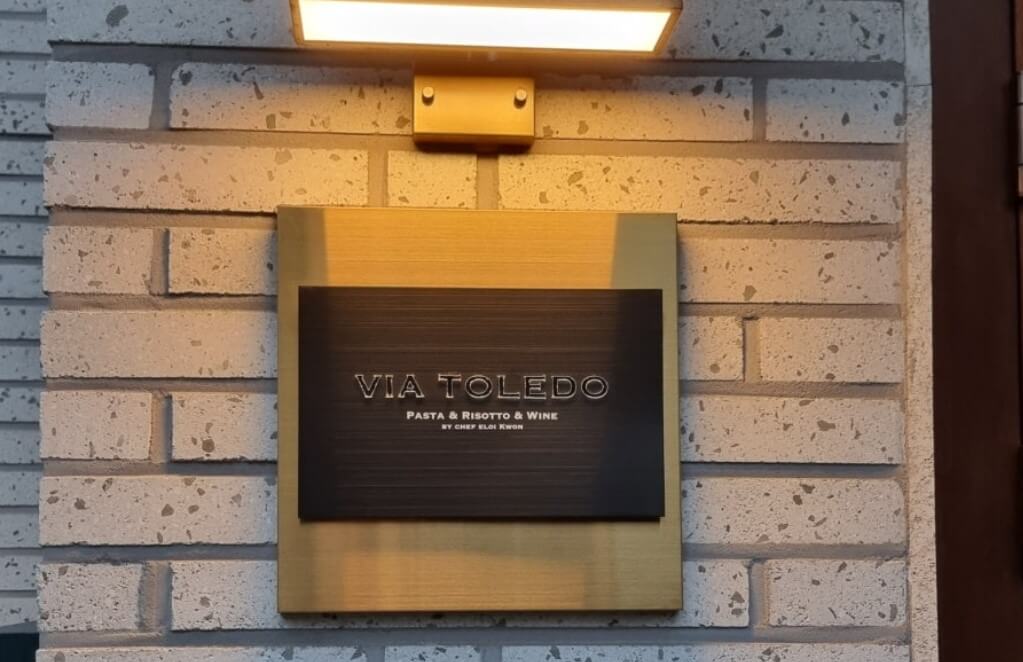 VIA TOLEDO
PASTA & RISOTTO & WINE
BY CHEF ELOI KWON